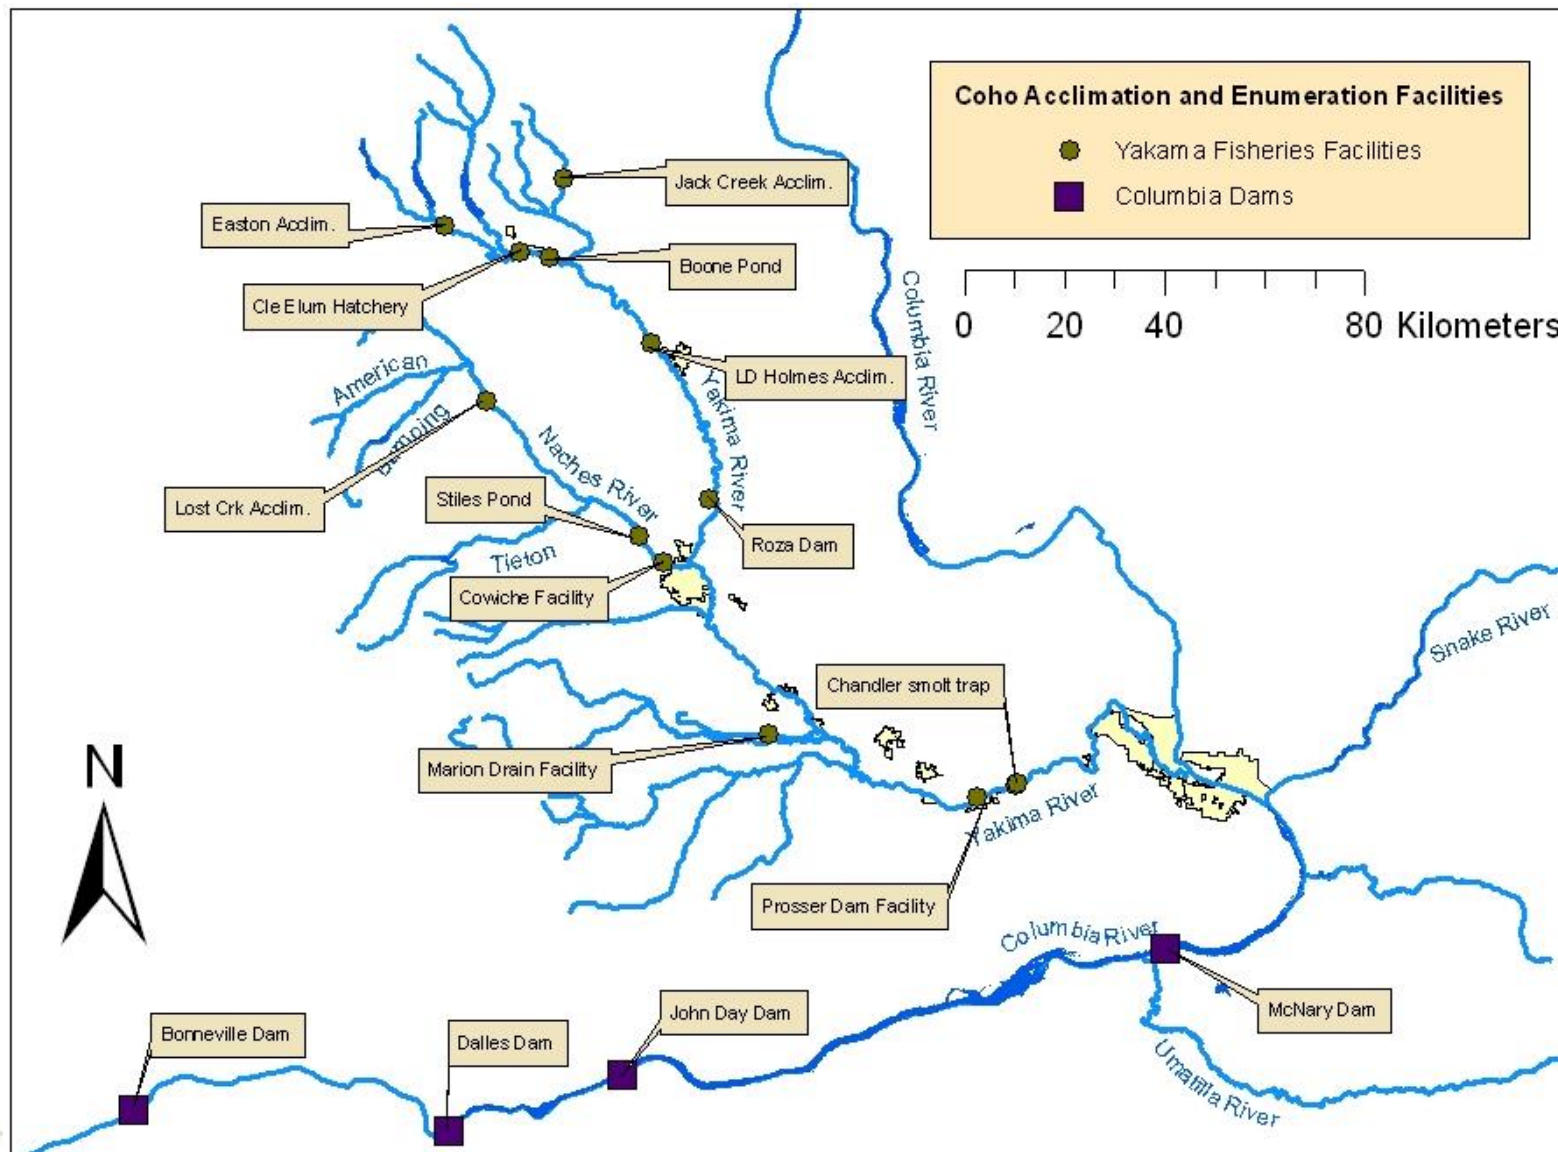 Coho Acclimation and Enumeration Facilities
Yakama Fisheries Facilities
Columbia Dams
0 20 40 80 Kilometers
Jack Creek Acclim.
Easton Acclim.
Boone Pond
Cle Elum Hatchery
LD Holmes Acclim.
Columbia River
American
Bumping
Yakima River
Naches River
Lost Crk Acclim.
Stiles Pond
Roza Dam
Tieton
Cowiche Facility
Snake River
Chandler smolt trap
Marion Drain Facility
N
Yakima River
Prosser Dam Facility
Columbia River
McNary Dam
John Day Dam
Bonneville Dam
Dalles Dam
Umatilla River